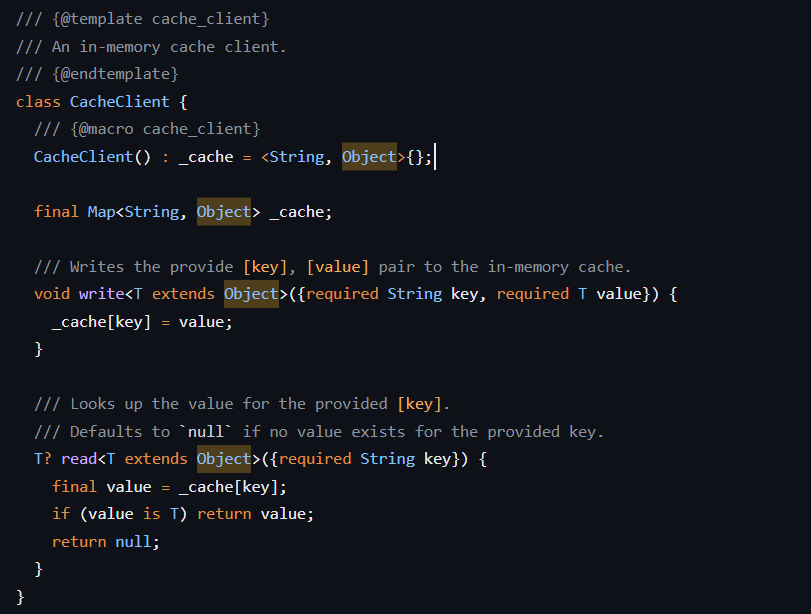 /// {@template cache_client}
/// An in-memory cache client.
/// {@endtemplate}
class CacheClient {
  /// {@macro cache_client}
  CacheClient() : _cache = <String, Object>{};

  final Map<String, Object> _cache;

  /// Writes the provide [key], [value] pair to the in-memory cache.
  void write<T extends Object>({required String key, required T value}) {
    _cache[key] = value;
  }

  /// Looks up the value for the provided [key].
  /// Defaults to `null` if no value exists for the provided key.
  T? read<T extends Object>({required String key}) {
    final value = _cache[key];
    if (value is T) return value;
    return null;
  }
}